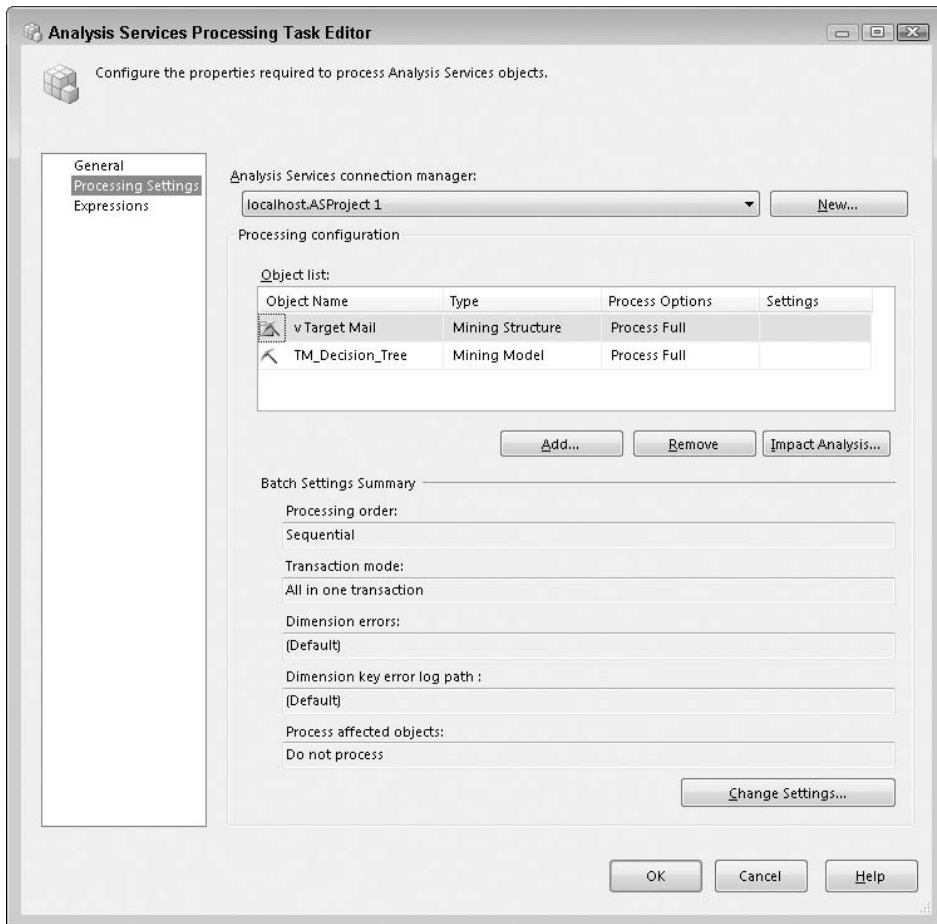 Analysis Services Processing Task Editor
Configure the properties required to process Analysis Services objects.
General
Processing Settings
Expressions
Analysis Services connection manager:
localhost.ASProject 1
New...
Processing configuration
Object list:
Object Name Type Process Options Settings
v Target Mail Mining Structure Process Full
TM_Decision_Tree Mining Model Process Full
Add... Remove Impact Analysis...
Batch Settings Summary
Processing order:
Sequential
Transaction mode:
All in one transaction
Dimension errors:
(Default)
Dimension key error log path :
(Default)
Process affected objects:
Do not process
Change Settings...
OK Cancel Help